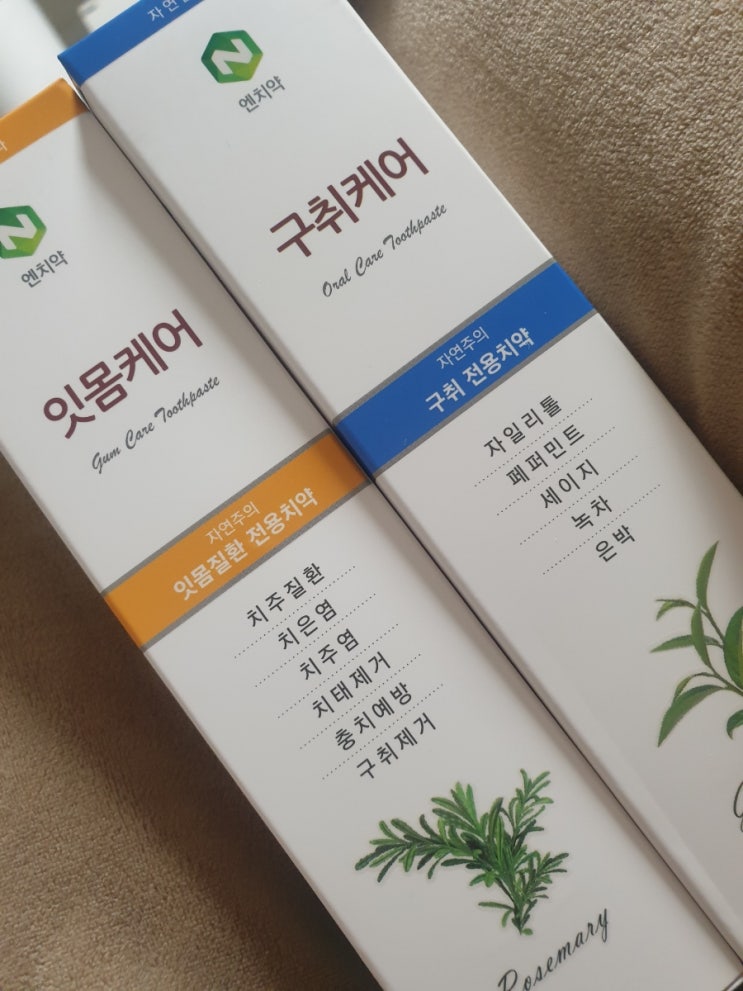 엔치약
잇몸케어
Gum Care Toothpaste
자연주의
잇몸질환 전용치약
치주질환
치은염
치주염
치태제거
충치예방
구취제거
Rosemary
엔치약
구취케어
Oral Care Toothpaste
자연주의
구취 전용치약
자일리톨
페퍼민트
세이지
녹차
은박